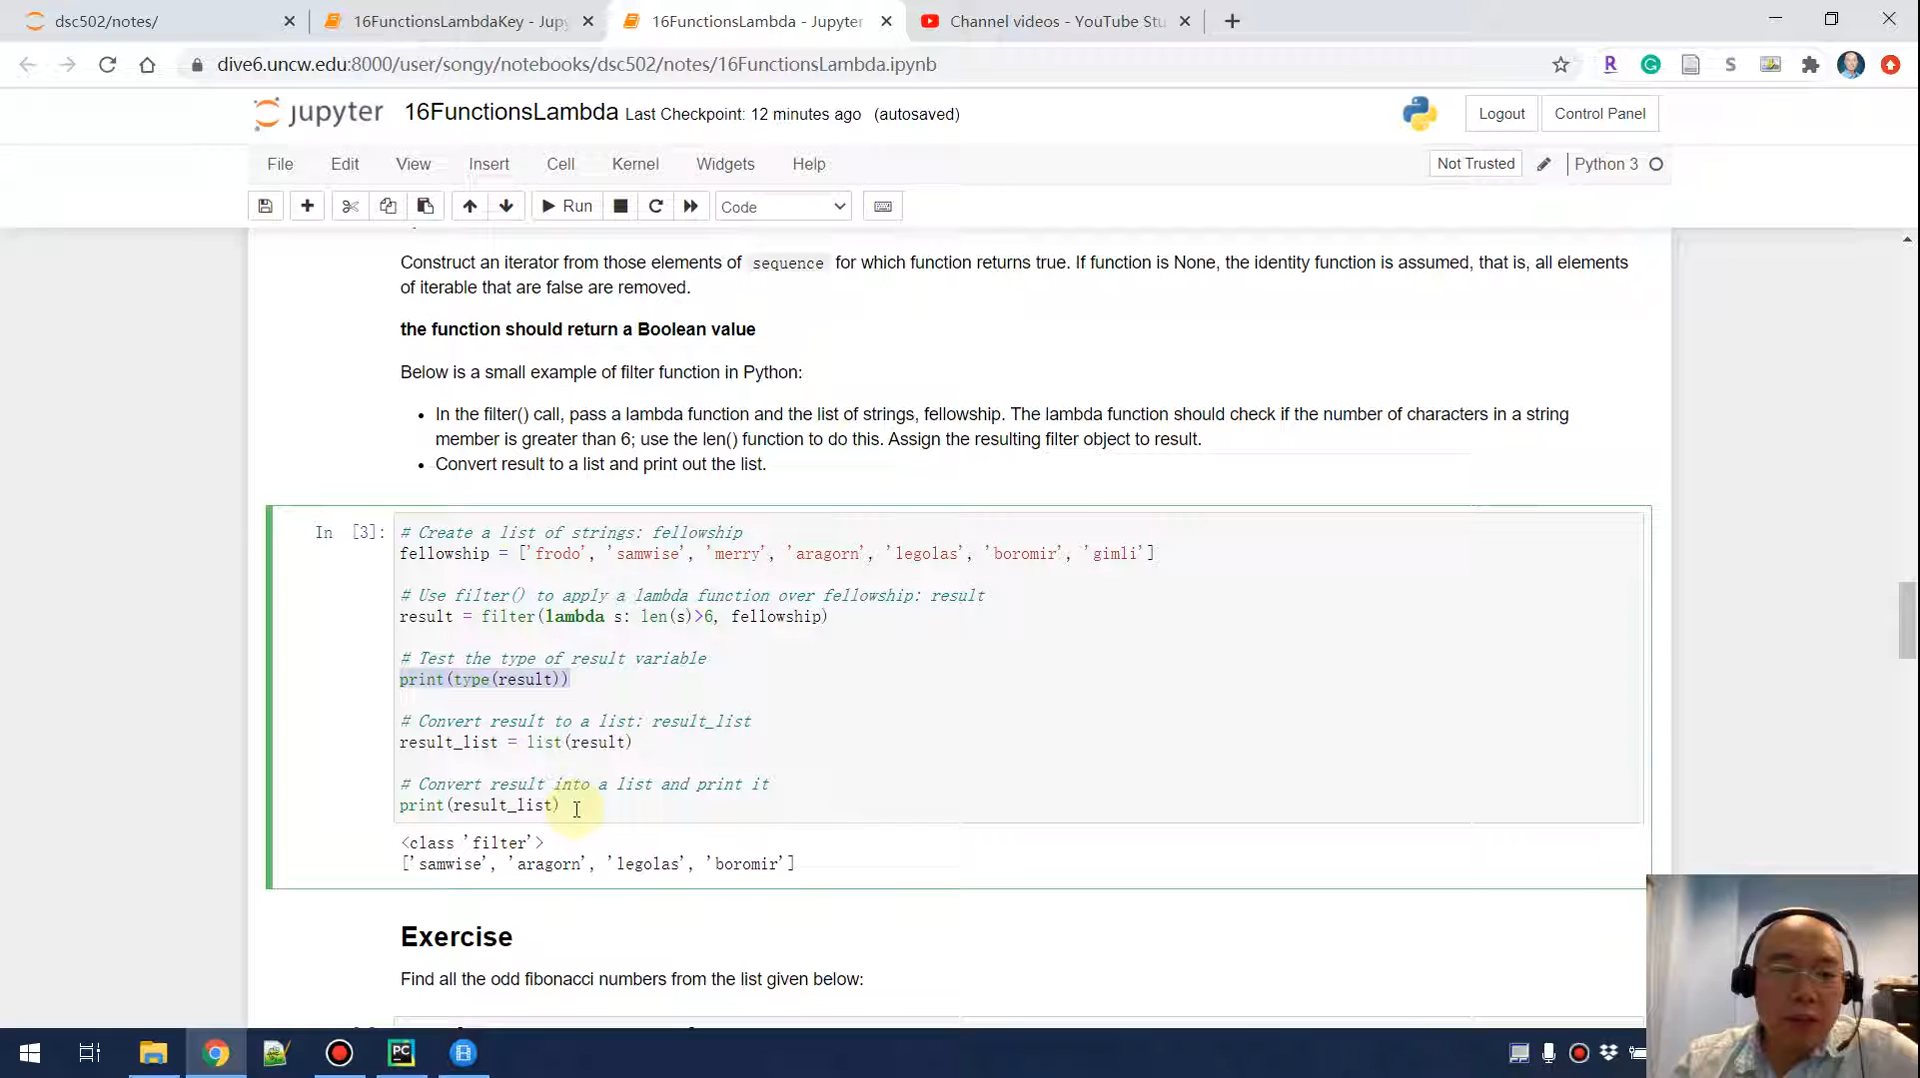 dsc502/notes/
16FunctionsLambdaKey - Jupy
16FunctionsLambda - Jupyter
Channel videos - YouTube Stu
dive6.uncw.edu:8000/user/songy/notebooks/dsc502/notes/16FunctionsLambda.ipynb
jupyter
16FunctionsLambda Last Checkpoint: 12 minutes ago (autosaved)
Logout
Control Panel
File
Edit
View
Insert
Cell
Kernel
Widgets
Help
Not Trusted
Python 3
Run
Code
Construct an iterator from those elements of sequence for which function returns true. If function is None, the identity function is assumed, that is, all elements
of iterable that are false are removed.
the function should return a Boolean value
Below is a small example of filter function in Python:
• In the filter() call, pass a lambda function and the list of strings, fellowship. The lambda function should check if the number of characters in a string
member is greater than 6; use the len() function to do this. Assign the resulting filter object to result.
• Convert result to a list and print out the list.
In [3]:
# Create a list of strings: fellowship
fellowship = ['frodo', 'samwise', 'merry', 'aragorn', 'legolas', 'boromir', 'gimli']
# Use filter() to apply a lambda function over fellowship: result
result = filter(lambda s: len(s)>6, fellowship)
# Test the type of result variable
print(type(result))
# Convert result to a list: result_list
result_list = list(result)
# Convert result into a list and print it
print(result_list)
<class 'filter'>
['samwise', 'aragorn', 'legolas', 'boromir']
Exercise
Find all the odd fibonacci numbers from the list given below: